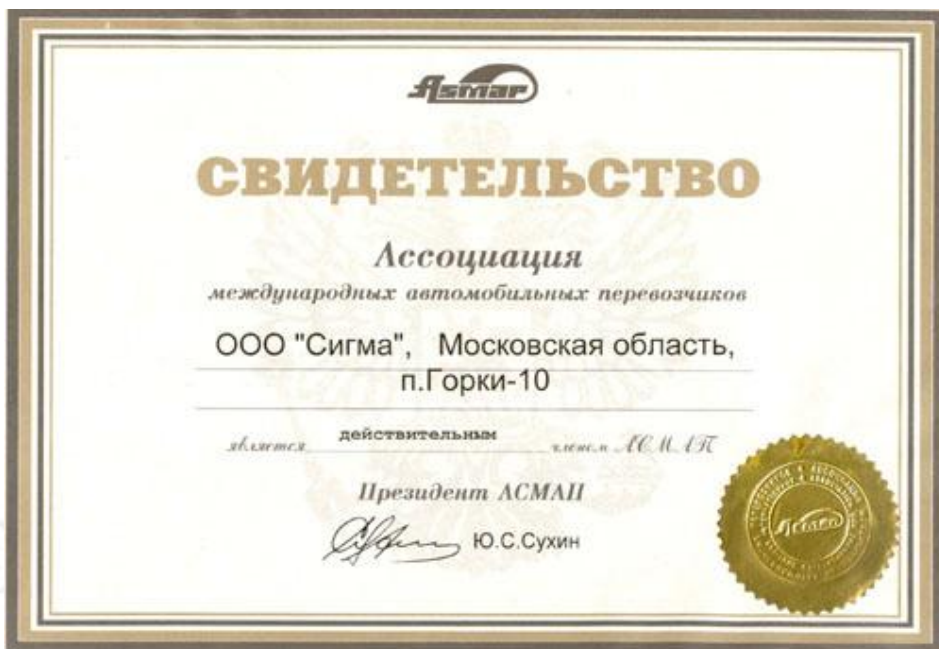 Asmap
СВИДЕТЕЛЬСТВО
Ассоциация
международных автомобильных перевозчиков
ООО "Сигма", Московская область,
п.Горки-10
является действительным членом АСМАП
Президент АСМАП
Ю.С.Сухин
Asmap